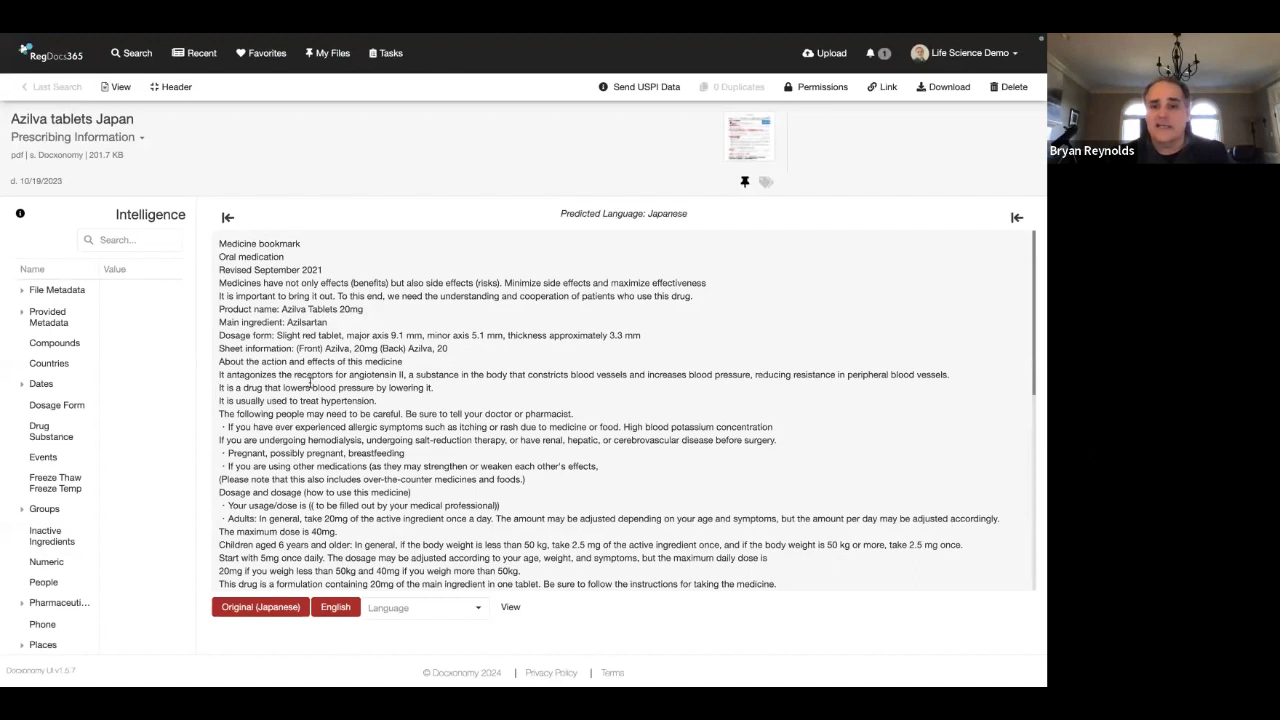 RegDocs365
Search
Recent
Favorites
My Files
Tasks
Upload
1
Life Science Demo
Last Search
View
Header
Send USPI Data
0 Duplicates
Permissions
Link
Download
Delete
Azilva tablets Japan
Prescribing Information
pdf | s. Docxonomy | 201.7 KB
d. 10/19/2023
Bryan Reynolds
Intelligence
Search...
Name Value
File Metadata
Provided
Metadata
Compounds
Countries
Dates
Dosage Form
Drug
Substance
Events
Freeze Thaw
Freeze Temp
Groups
Inactive
Ingredients
Numeric
People
Pharmaceuti...
Phone
Places
Predicted Language: Japanese
Medicine bookmark
Oral medication
Revised September 2021
Medicines have not only effects (benefits) but also side effects (risks). Minimize side effects and maximize effectiveness
It is important to bring it out. To this end, we need the understanding and cooperation of patients who use this drug.
Product name: Azilva Tablets 20mg
Main ingredient: Azilsartan
Dosage form: Slight red tablet, major axis 9.1 mm, minor axis 5.1 mm, thickness approximately 3.3 mm
Sheet information: (Front) Azilva, 20mg (Back) Azilva, 20
About the action and effects of this medicine
It antagonizes the receptors for angiotensin II, a substance in the body that constricts blood vessels and increases blood pressure, reducing resistance in peripheral blood vessels.
It is a drug that lowers blood pressure by lowering it.
It is usually used to treat hypertension.
The following people may need to be careful. Be sure to tell your doctor or pharmacist.
・If you have ever experienced allergic symptoms such as itching or rash due to medicine or food. High blood potassium concentration
If you are undergoing hemodialysis, undergoing salt-reduction therapy, or have renal, hepatic, or cerebrovascular disease before surgery.
・Pregnant, possibly pregnant, breastfeeding
・If you are using other medications (as they may strengthen or weaken each other's effects,
(Please note that this also includes over-the-counter medicines and foods.)
Dosage and dosage (how to use this medicine)
・Your usage/dose is (( to be filled out by your medical professional))
・Adults: In general, take 20mg of the active ingredient once a day. The amount may be adjusted depending on your age and symptoms, but the amount per day may be adjusted accordingly.
The maximum dose is 40mg.
Children aged 6 years and older: In general, if the body weight is less than 50 kg, take 2.5 mg of the active ingredient once, and if the body weight is 50 kg or more, take 2.5 mg once.
Start with 5mg once daily. The dosage may be adjusted according to your age, weight, and symptoms, but the maximum daily dose is
20mg if you weigh less than 50kg and 40mg if you weigh more than 50kg.
This drug is a formulation containing 20mg of the main ingredient in one tablet. Be sure to follow the instructions for taking the medicine.
Original (Japanese)
English
Language
View
Docxonomy UI v1.6.7
© Docxonomy 2024 | Privacy Policy | Terms